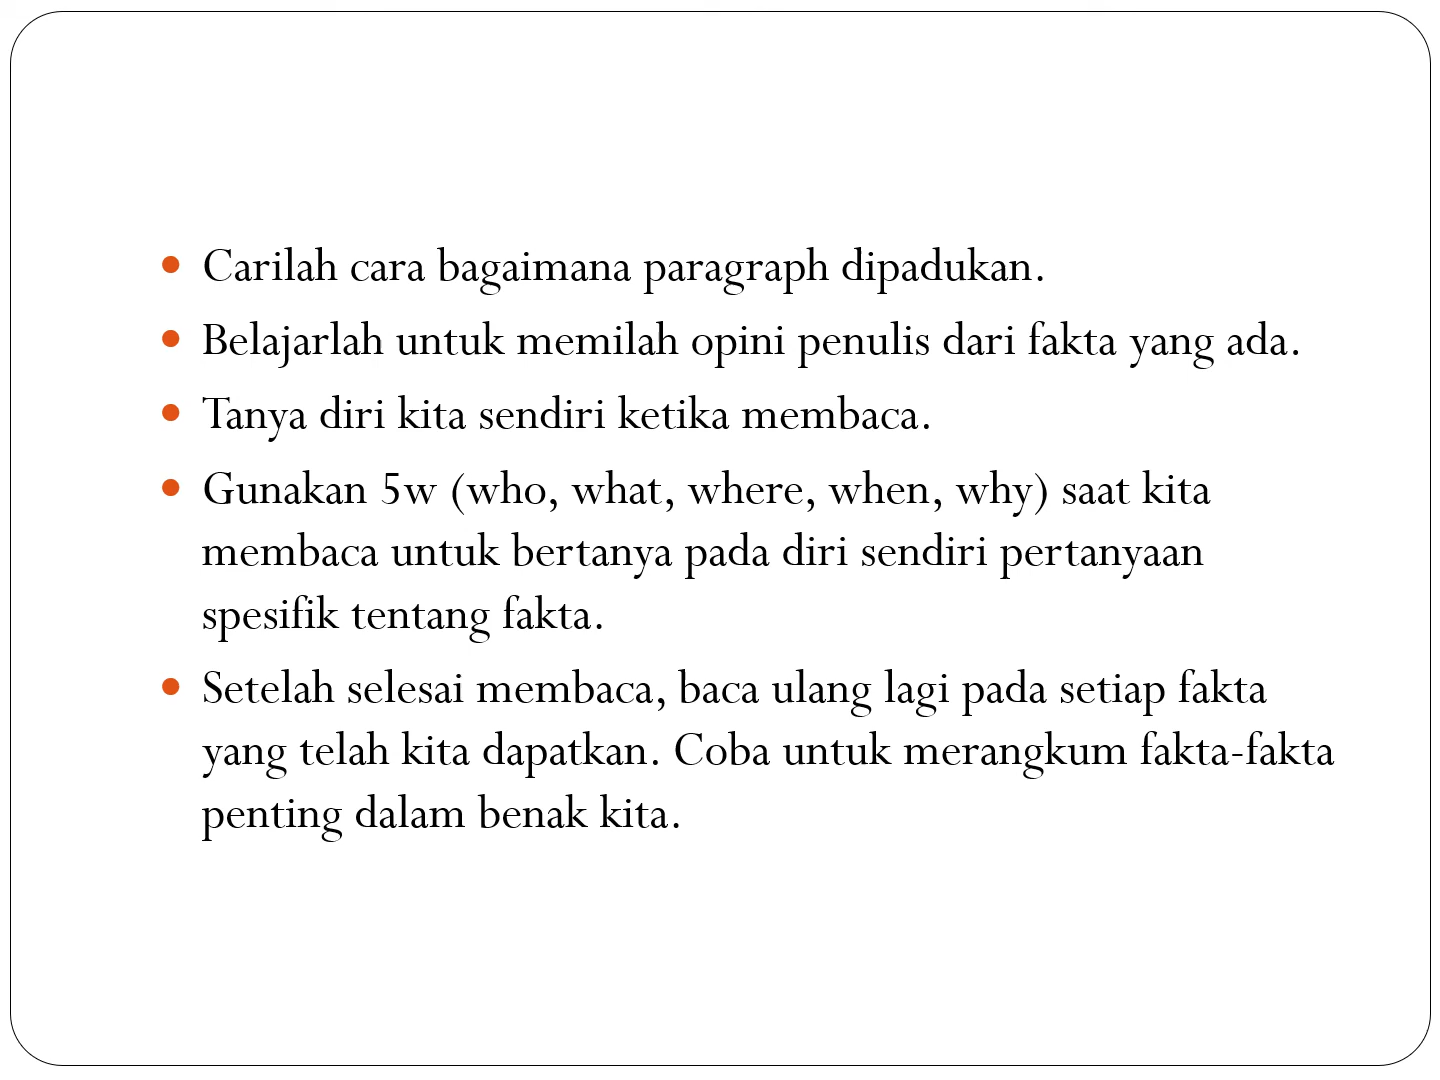 • Carilah cara bagaimana paragraph dipadukan.
• Belajarlah untuk memilah opini penulis dari fakta yang ada.
• Tanya diri kita sendiri ketika membaca.
• Gunakan 5w (who, what, where, when, why) saat kita
membaca untuk bertanya pada diri sendiri pertanyaan
spesifik tentang fakta.
• Setelah selesai membaca, baca ulang lagi pada setiap fakta
yang telah kita dapatkan. Coba untuk merangkum fakta-fakta
penting dalam benak kita.